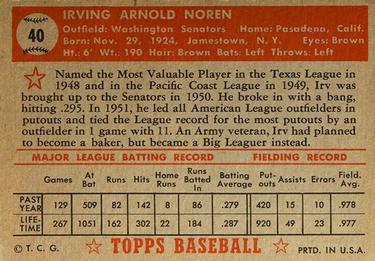 40
IRVING ARNOLD NOREN
Outfield: Washington Senators Home: Pasadena, Calif.
Born: Nov. 29, 1924, Jamestown, N. Y. Eyes: Brown
Ht.: 6' Wt.: 190 Hair: Brown Bats: Left Throws: Left
Named the Most Valuable Player in the Texas League in
1948 and in the Pacific Coast League in 1949, Irv was
brought up to the Senators in 1950. He broke in with a bang,
hitting .295. In 1951, he led all American League outfielders in
putouts and tied the League record for the most putouts by an
outfielder in 1 game with 11. An Army veteran, Irv had planned
to become a baker, but became a Big Leaguer instead.
MAJOR LEAGUE BATTING RECORD FIELDING RECORD
Games At Bat Runs Hits Home Runs Runs Batted In Batting Average Put-outs Assists Errors Field. Avg.
PAST YEAR 129 509 82 142 8 86 .279 420 15 10 .978
LIFE-TIME 267 1051 162 302 22 184 .287 920 49 23 .977
© T. C. G. TOPPS BASEBALL PRTD. IN U.S.A.